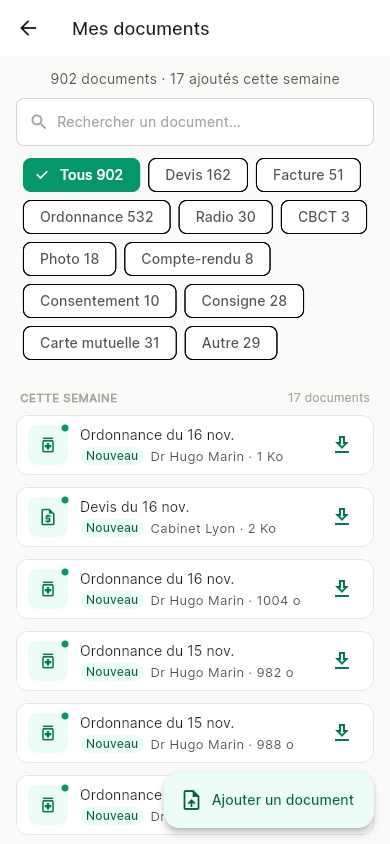 Mes documents
902 documents · 17 ajoutés cette semaine
Rechercher un document...
Tous 902 Devis 162 Facture 51
Ordonnance 532 Radio 30 CBCT 3
Photo 18 Compte-rendu 8
Consentement 10 Consigne 28
Carte mutuelle 31 Autre 29
CETTE SEMAINE 17 documents
Ordonnance du 16 nov.
Nouveau Dr Hugo Marin · 1 Ko
Devis du 16 nov.
Nouveau Cabinet Lyon · 2 Ko
Ordonnance du 16 nov.
Nouveau Dr Hugo Marin · 1004 o
Ordonnance du 15 nov.
Nouveau Dr Hugo Marin · 982 o
Ordonnance du 15 nov.
Nouveau Dr Hugo Marin · 988 o
Ordonnance
Nouveau Dr
Ajouter un document